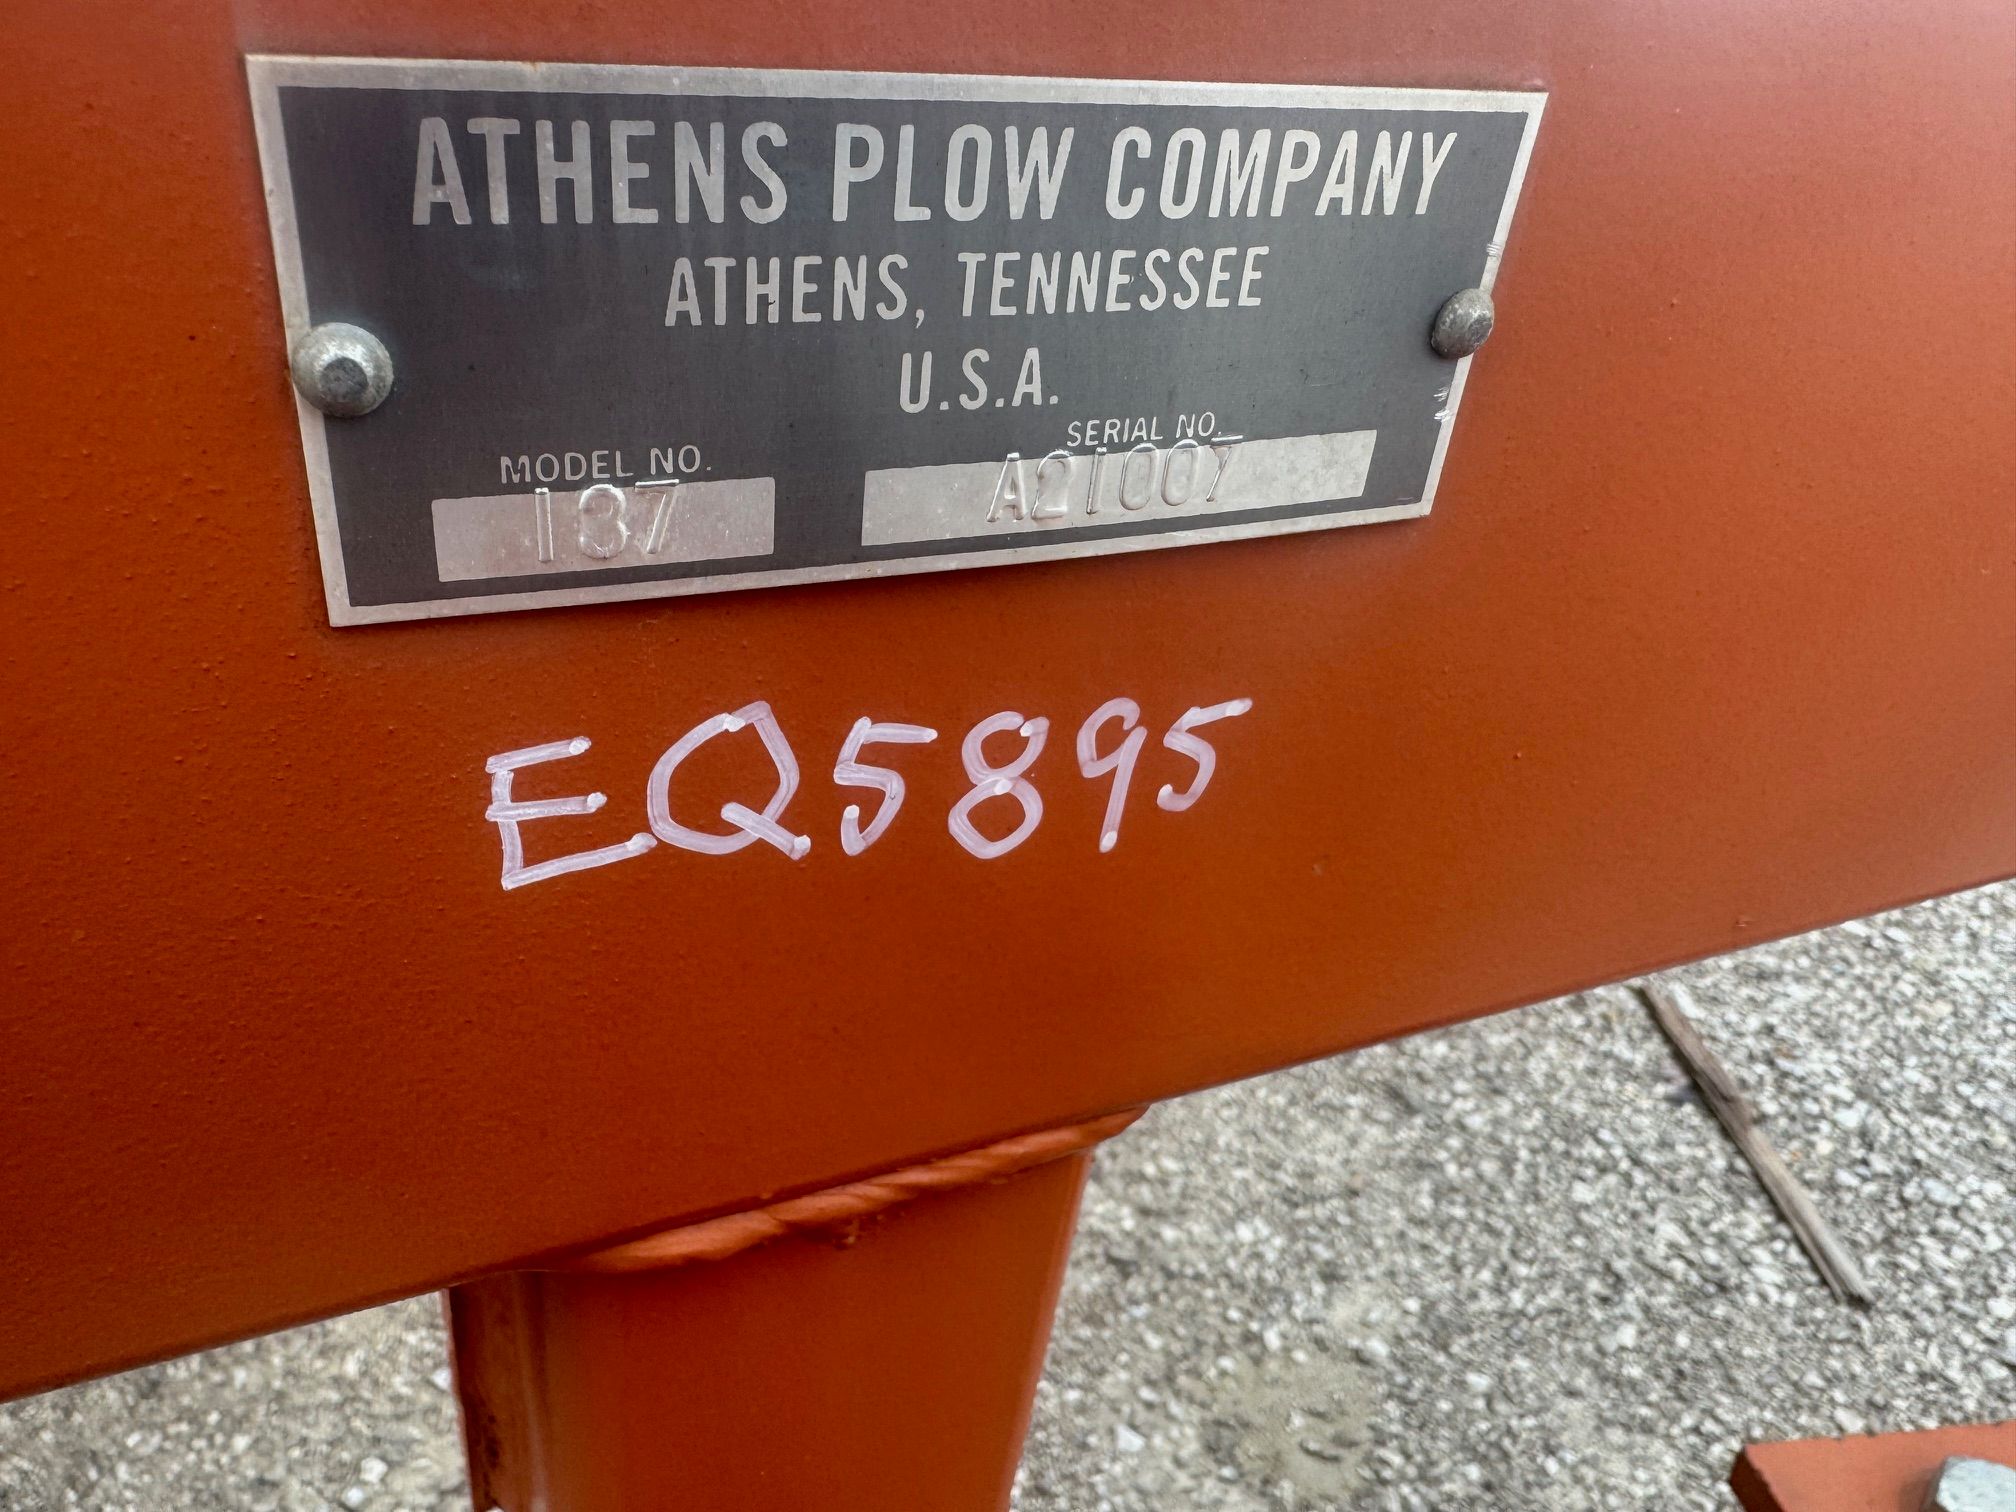 ATHENS PLOW COMPANY
ATHENS, TENNESSEE
U.S.A.
MODEL NO. SERIAL NO.
137 A21007
EQ5895